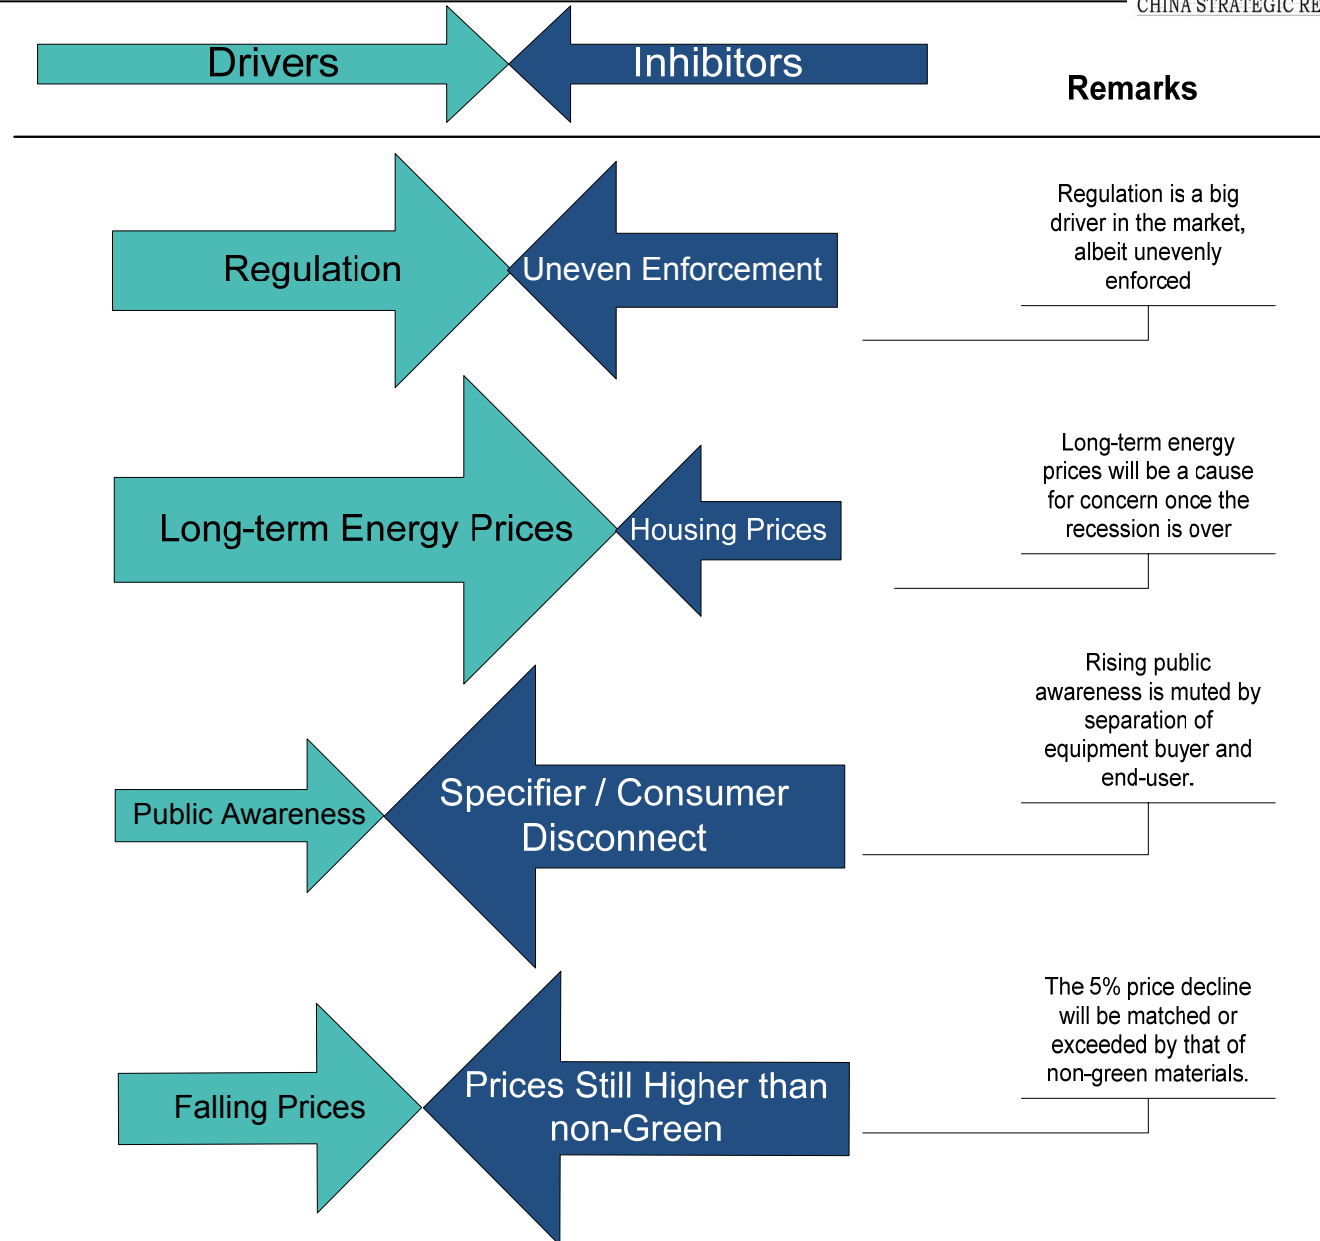 CHINA STRATEGIC RE
Drivers
Inhibitors
Remarks
Regulation
Uneven Enforcement
Regulation is a big
driver in the market,
albeit unevenly
enforced
Long-term Energy Prices
Housing Prices
Long-term energy
prices will be a cause
for concern once the
recession is over
Public Awareness
Specifier / Consumer
Disconnect
Rising public
awareness is muted by
separation of
equipment buyer and
end-user.
Falling Prices
Prices Still Higher than
non-Green
The 5% price decline
will be matched or
exceeded by that of
non-green materials.